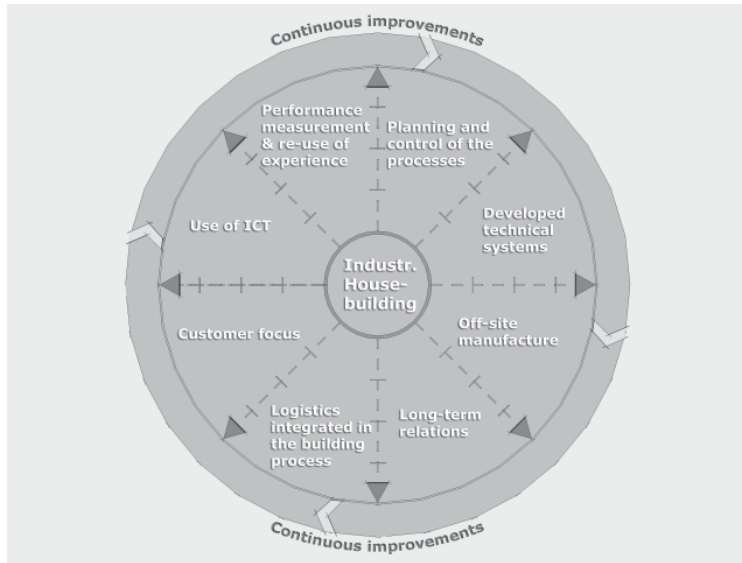 Continuous improvements
Performance
measurement
& re-use of
experience
Planning and
control of the
processes
Use of ICT
Developed
technical
systems
Industr.
House-
building
Customer focus
Off-site
manufacture
Logistics
integrated in
the building
process
Long-term
relations
Continuous improvements